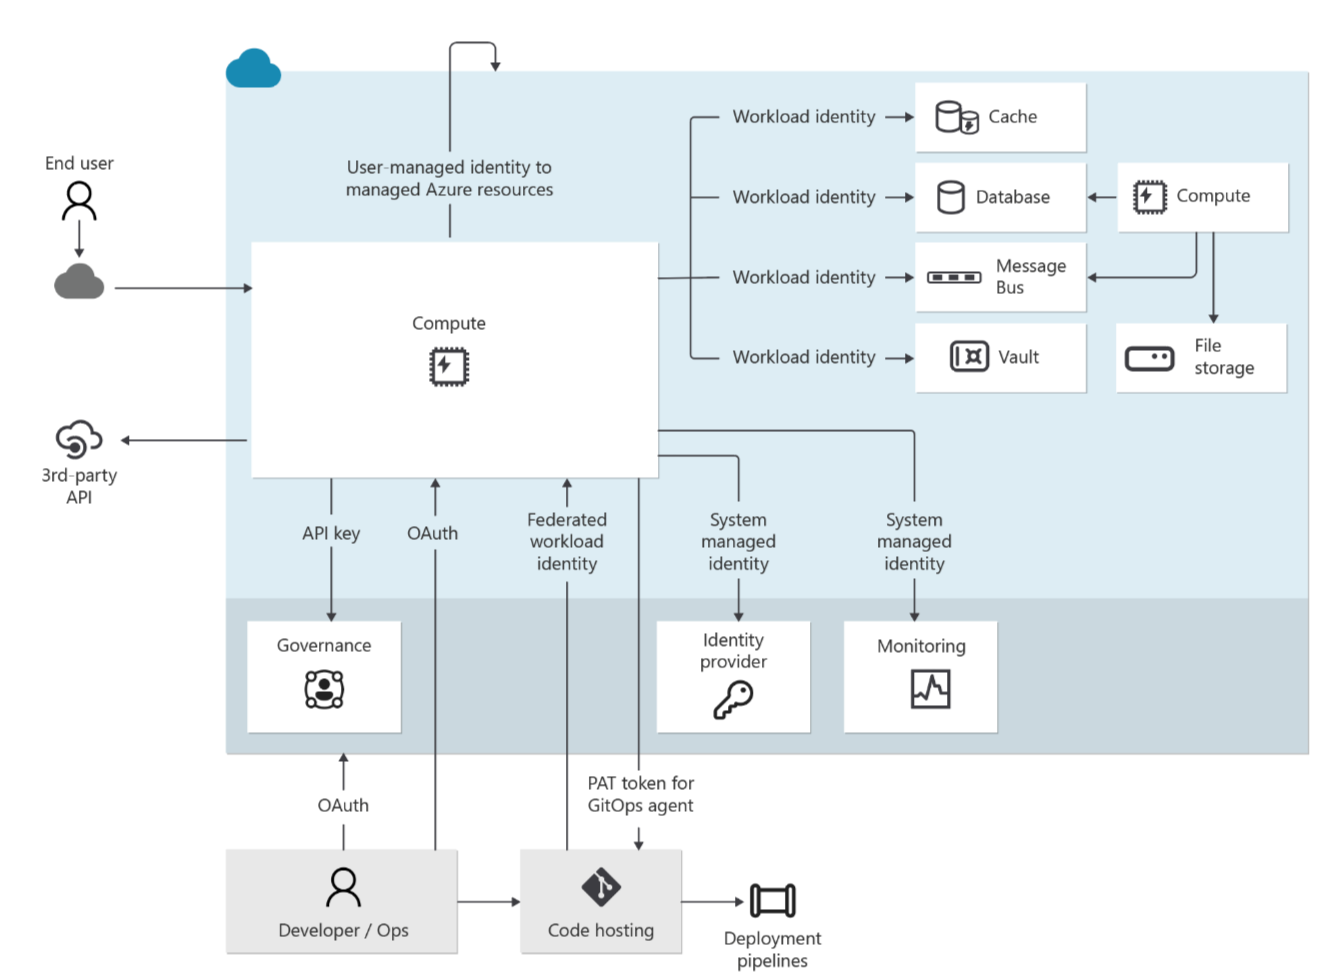 User-managed identity to
managed Azure resources
End user
Workload identity
Cache
Workload identity
Database
Compute
Workload identity
Message
Bus
Workload identity
Vault
File
storage
Compute
3rd-party
API
API key
OAuth
Federated
workload
identity
System
managed
identity
System
managed
identity
Governance
Identity
provider
Monitoring
OAuth
PAT token for
GitOps agent
Developer / Ops
Code hosting
Deployment
pipelines